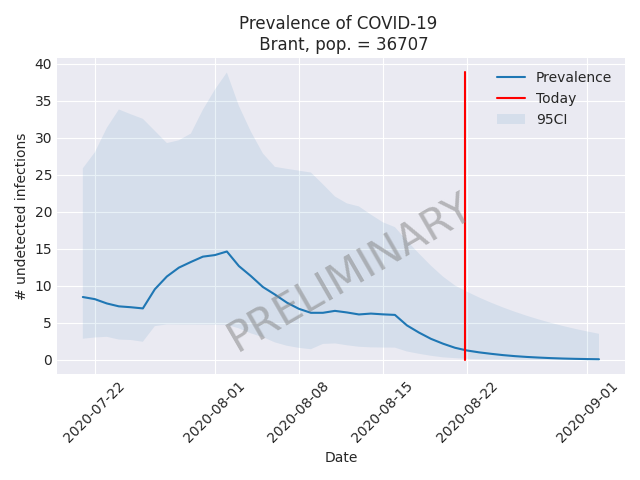 Prevalence of COVID-19
Brant, pop. = 36707
40
35
30
25
20
15
10
5
0
# undetected infections
Prevalence
Today
95CI
PRELIMINARY
2020-07-22
2020-08-01
2020-08-08
2020-08-15
2020-08-22
2020-09-01
Date